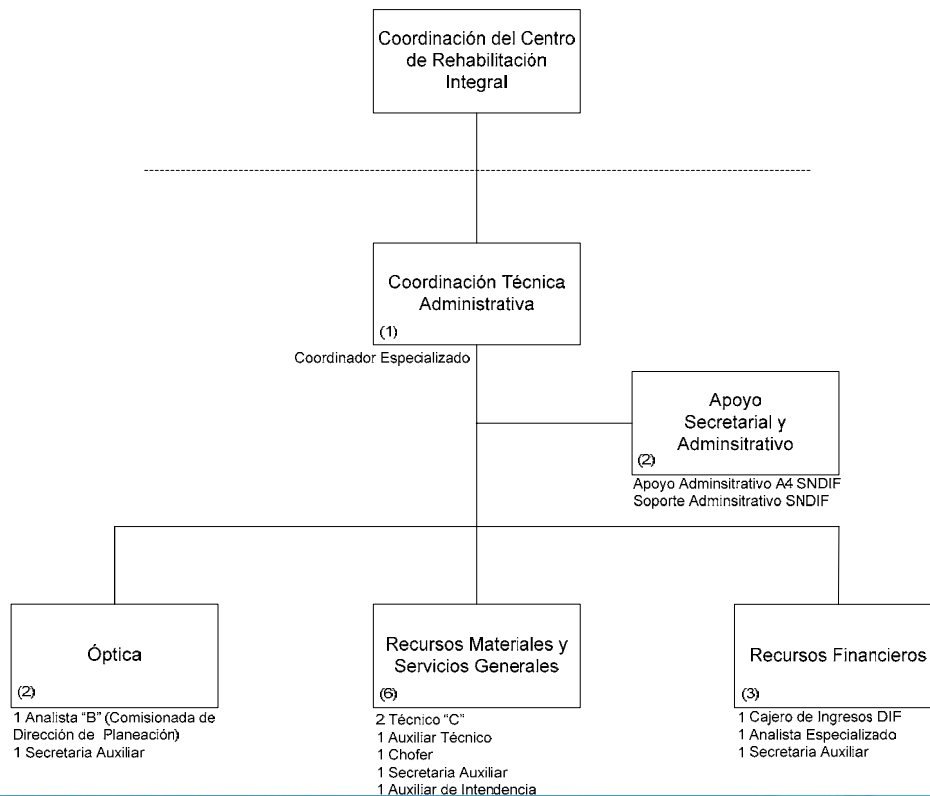 Coordinación del Centro
de Rehabilitación
Integral
Coordinación Técnica
Administrativa
(1)
Coordinador Especializado
Apoyo
Secretarial y
Adminsitrativo
(2)
Apoyo Adminsitrativo A4 SNDIF
Soporte Adminsitrativo SNDIF
Óptica
(2)
1 Analista "B" (Comisionada de
Dirección de Planeación)
1 Secretaria Auxiliar
Recursos Materiales y
Servicios Generales
(6)
2 Técnico "C"
1 Auxiliar Técnico
1 Chofer
1 Secretaria Auxiliar
1 Auxiliar de Intendencia
Recursos Financieros
(3)
1 Cajero de Ingresos DIF
1 Analista Especializado
1 Secretaria Auxiliar